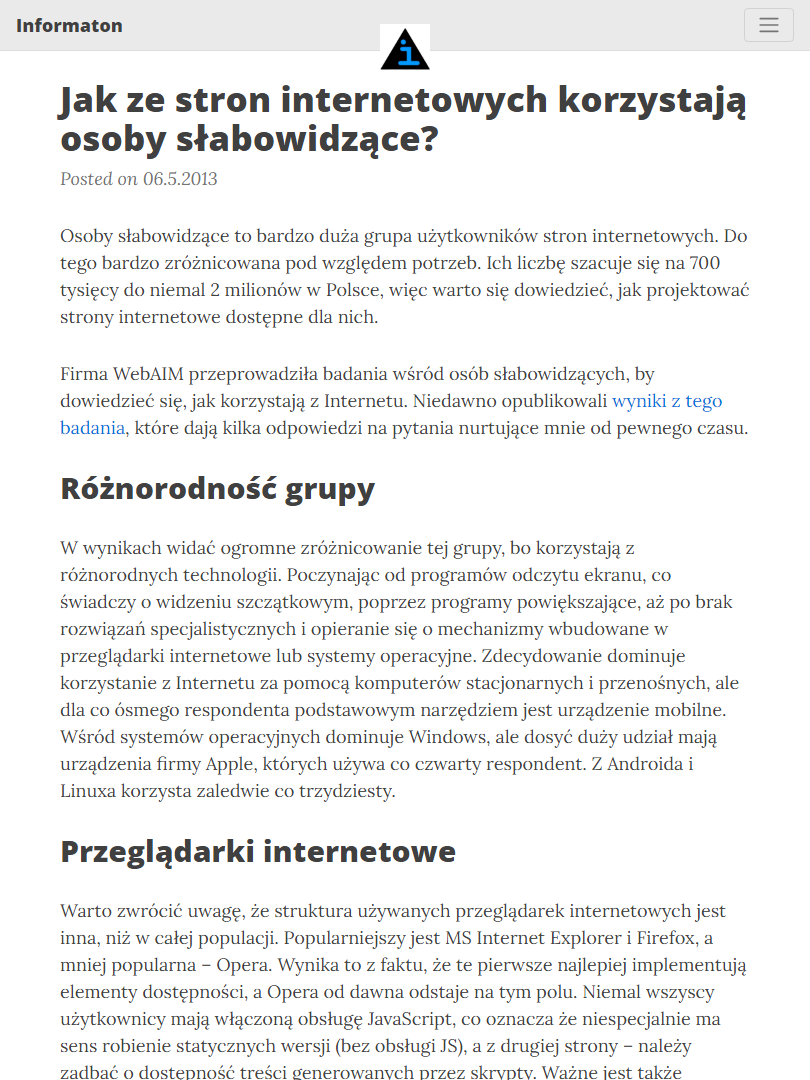 Informaton
i
Jak ze stron internetowych korzystają
osoby słabowidzące?
Posted on 06.5.2013
Osoby słabowidzące to bardzo duża grupa użytkowników stron internetowych. Do
tego bardzo zróżnicowana pod względem potrzeb. Ich liczbę szacuje się na 700
tysięcy do niemal 2 milionów w Polsce, więc warto się dowiedzieć, jak projektować
strony internetowe dostępne dla nich.
Firma WebAIM przeprowadziła badania wśród osób słabowidzących, by
dowiedzieć się, jak korzystają z Internetu. Niedawno opublikowali wyniki z tego
badania, które dają kilka odpowiedzi na pytania nurtujące mnie od pewnego czasu.
Różnorodność grupy
W wynikach widać ogromne zróżnicowanie tej grupy, bo korzystają z
różnorodnych technologii. Poczynając od programów odczytu ekranu, co
świadczy o widzeniu szczątkowym, poprzez programy powiększające, aż po brak
rozwiązań specjalistycznych i opieranie się o mechanizmy wbudowane w
przeglądarki internetowe lub systemy operacyjne. Zdecydowanie dominuje
korzystanie z Internetu za pomocą komputerów stacjonarnych i przenośnych, ale
dla co ósmego respondenta podstawowym narzędziem jest urządzenie mobilne.
Wśród systemów operacyjnych dominuje Windows, ale dosyć duży udział mają
urządzenia firmy Apple, których używa co czwarty respondent. Z Androida i
Linuxa korzysta zaledwie co trzydziesty.
Przeglądarki internetowe
Warto zwrócić uwagę, że struktura używanych przeglądarek internetowych jest
inna, niż w całej populacji. Popularniejszy jest MS Internet Explorer i Firefox, a
mniej popularna – Opera. Wynika to z faktu, że te pierwsze najlepiej implementują
elementy dostępności, a Opera od dawna odstaje na tym polu. Niemal wszyscy
użytkownicy mają włączoną obsługę JavaScript, co oznacza że niespecjalnie ma
sens robienie statycznych wersji (bez obsługi JS), a z drugiej strony – należy
zadbać o dostępność treści generowanych przez skrypty. Ważne jest także